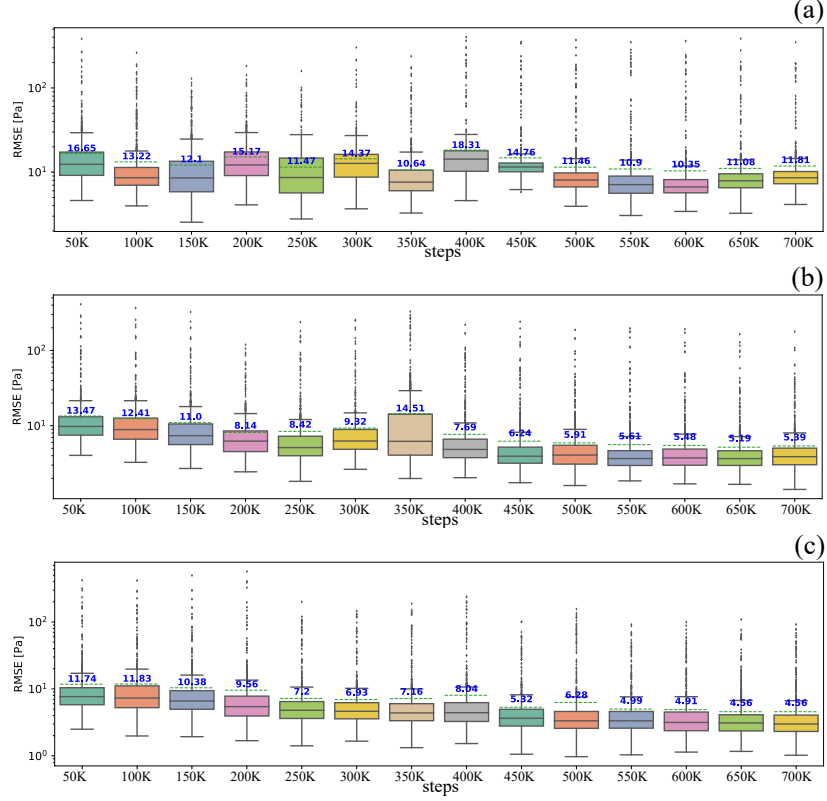 (a)
RMSE [Pa]
10²
10¹
16.65 13.22 12.1 15.17 11.47 14.37 10.64 18.31 14.76 11.46 10.9 10.35 11.08 11.81
50K 100K 150K 200K 250K 300K 350K 400K 450K 500K 550K 600K 650K 700K
steps
(b)
RMSE [Pa]
10²
10¹
13.47 12.41 11.0 8.14 8.42 9.32 14.51 7.69 6.24 5.91 5.61 5.48 5.19 5.39
50K 100K 150K 200K 250K 300K 350K 400K 450K 500K 550K 600K 650K 700K
steps
(c)
RMSE [Pa]
10²
10¹
10⁰
11.74 11.83 10.38 9.56 7.2 6.93 7.16 8.04 5.32 6.28 4.99 4.91 4.56 4.56
50K 100K 150K 200K 250K 300K 350K 400K 450K 500K 550K 600K 650K 700K
steps